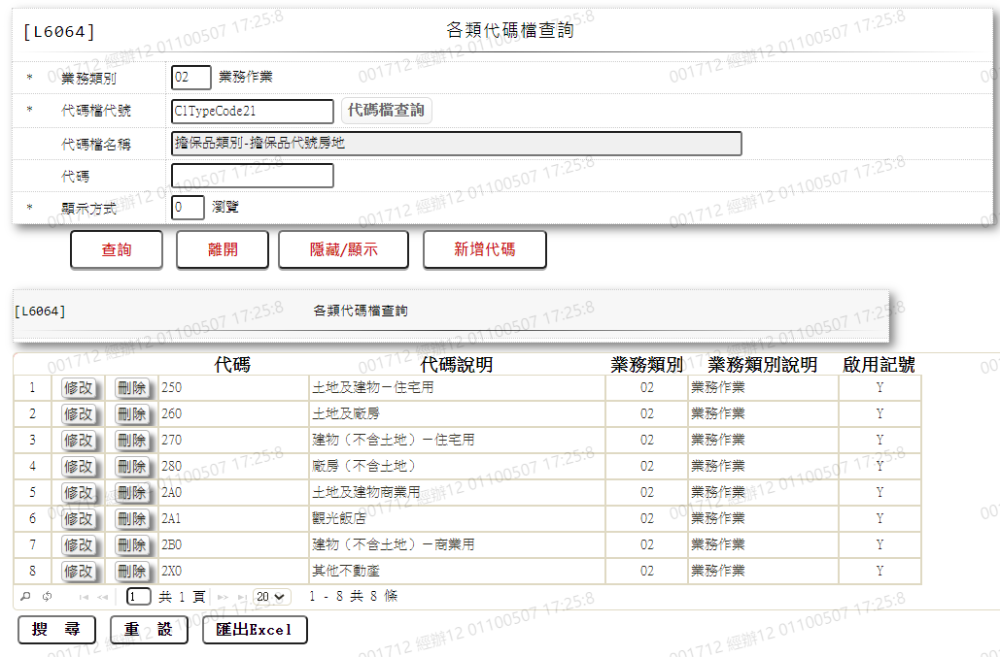 [L6064] 各類代碼檔查詢
* 業務類別 02 業務作業
* 代碼檔代號 ClTypeCode21 代碼檔查詢
代碼檔名稱 擔保品類別-擔保品代號房地
代碼
* 顯示方式 0 瀏覽
查詢 離開 隱藏/顯示 新增代碼
[L6064] 各類代碼檔查詢
代碼 代碼說明 業務類別 業務類別說明 啟用記號
1 修改 刪除 250 土地及建物－住宅用 02 業務作業 Y
2 修改 刪除 260 土地及廠房 02 業務作業 Y
3 修改 刪除 270 建物（不含土地）－住宅用 02 業務作業 Y
4 修改 刪除 280 廠房（不含土地） 02 業務作業 Y
5 修改 刪除 2A0 土地及建物商業用 02 業務作業 Y
6 修改 刪除 2A1 觀光飯店 02 業務作業 Y
7 修改 刪除 2B0 建物（不含土地）－商業用 02 業務作業 Y
8 修改 刪除 2X0 其他不動產 02 業務作業 Y
1 共 1 頁 20 1 - 8 共 8 條
搜 尋 重 設 匯出Excel
001712 經辦12 01100507 17:25:8